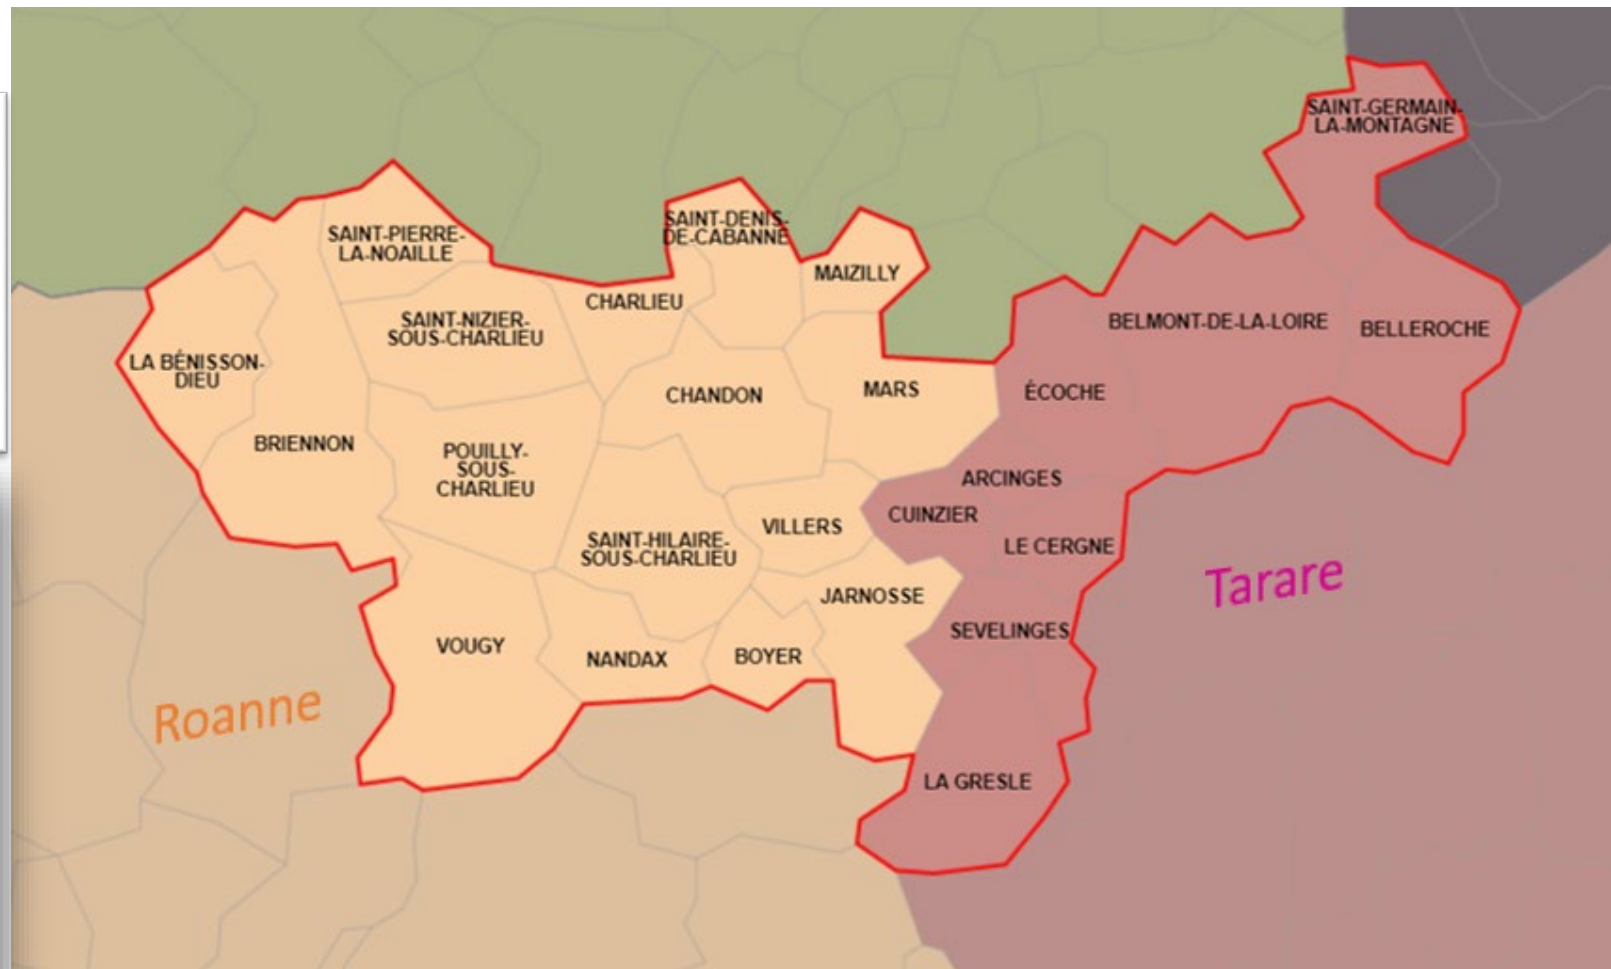 SAINT-GERMAIN-
LA-MONTAGNE
SAINT-PIERRE-
LA-NOAILLE
SAINT-DENIS-
DE-CABANNE
MAIZILLY
CHARLIEU
SAINT-NIZIER-
SOUS-CHARLIEU
BELMONT-DE-LA-LOIRE
BELLEROCHE
LA BÉNISSON-
DIEU
CHANDON
MARS
ÉCOCHE
BRIENNON
POUILLY-
SOUS-
CHARLIEU
ARCINGES
CUINZIER
VILLERS
SAINT-HILAIRE-
SOUS-CHARLIEU
LE CERGNE
Tarare
JARNOSSE
SEVELINGES
VOUGY
NANDAX
BOYER
Roanne
LA GRESLE